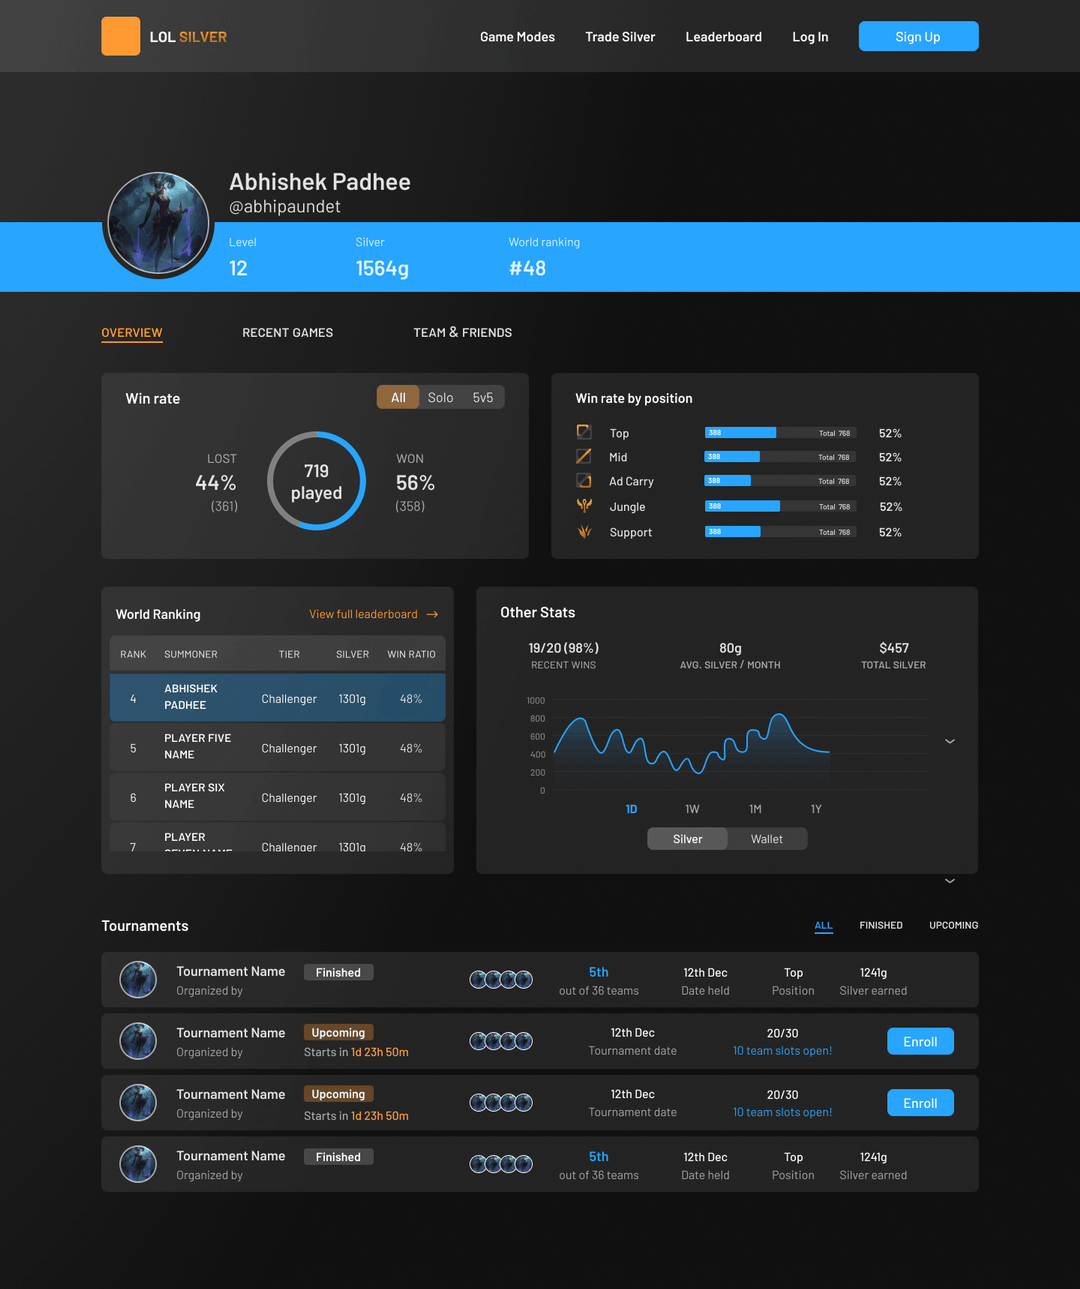 LOL SILVER
Game Modes
Trade Silver
Leaderboard
Log In
Sign Up
Abhishek Padhee
@abhipaundet
Level
Silver
World ranking
12
1564g
#48
OVERVIEW
RECENT GAMES
TEAM & FRIENDS
Win rate
All
Solo
5v5
LOST
44%
(361)
719
played
WON
56%
(358)
Win rate by position
Top
388
Total 768
52%
Mid
388
Total 768
52%
Ad Carry
388
Total 768
52%
Jungle
388
Total 768
52%
Support
388
Total 768
52%
World Ranking
View full leaderboard →
RANK
SUMMONER
TIER
SILVER
WIN RATIO
4
ABHISHEK
PADHEE
Challenger
1301g
48%
5
PLAYER FIVE
NAME
Challenger
1301g
48%
6
PLAYER SIX
NAME
Challenger
1301g
48%
7
PLAYER
SEVEN NAME
Challenger
1301g
48%
Other Stats
19/20 (98%)
RECENT WINS
80g
AVG. SILVER / MONTH
$457
TOTAL SILVER
1000
800
600
400
200
0
1D
1W
1M
1Y
Silver
Wallet
Tournaments
ALL
FINISHED
UPCOMING
Tournament Name
Organized by
Finished
5th
out of 36 teams
12th Dec
Date held
Top
Position
1241g
Silver earned
Tournament Name
Organized by
Upcoming
Starts in 1d 23h 50m
12th Dec
Tournament date
20/30
10 team slots open!
Enroll
Tournament Name
Organized by
Upcoming
Starts in 1d 23h 50m
12th Dec
Tournament date
20/30
10 team slots open!
Enroll
Tournament Name
Organized by
Finished
5th
out of 36 teams
12th Dec
Date held
Top
Position
1241g
Silver earned